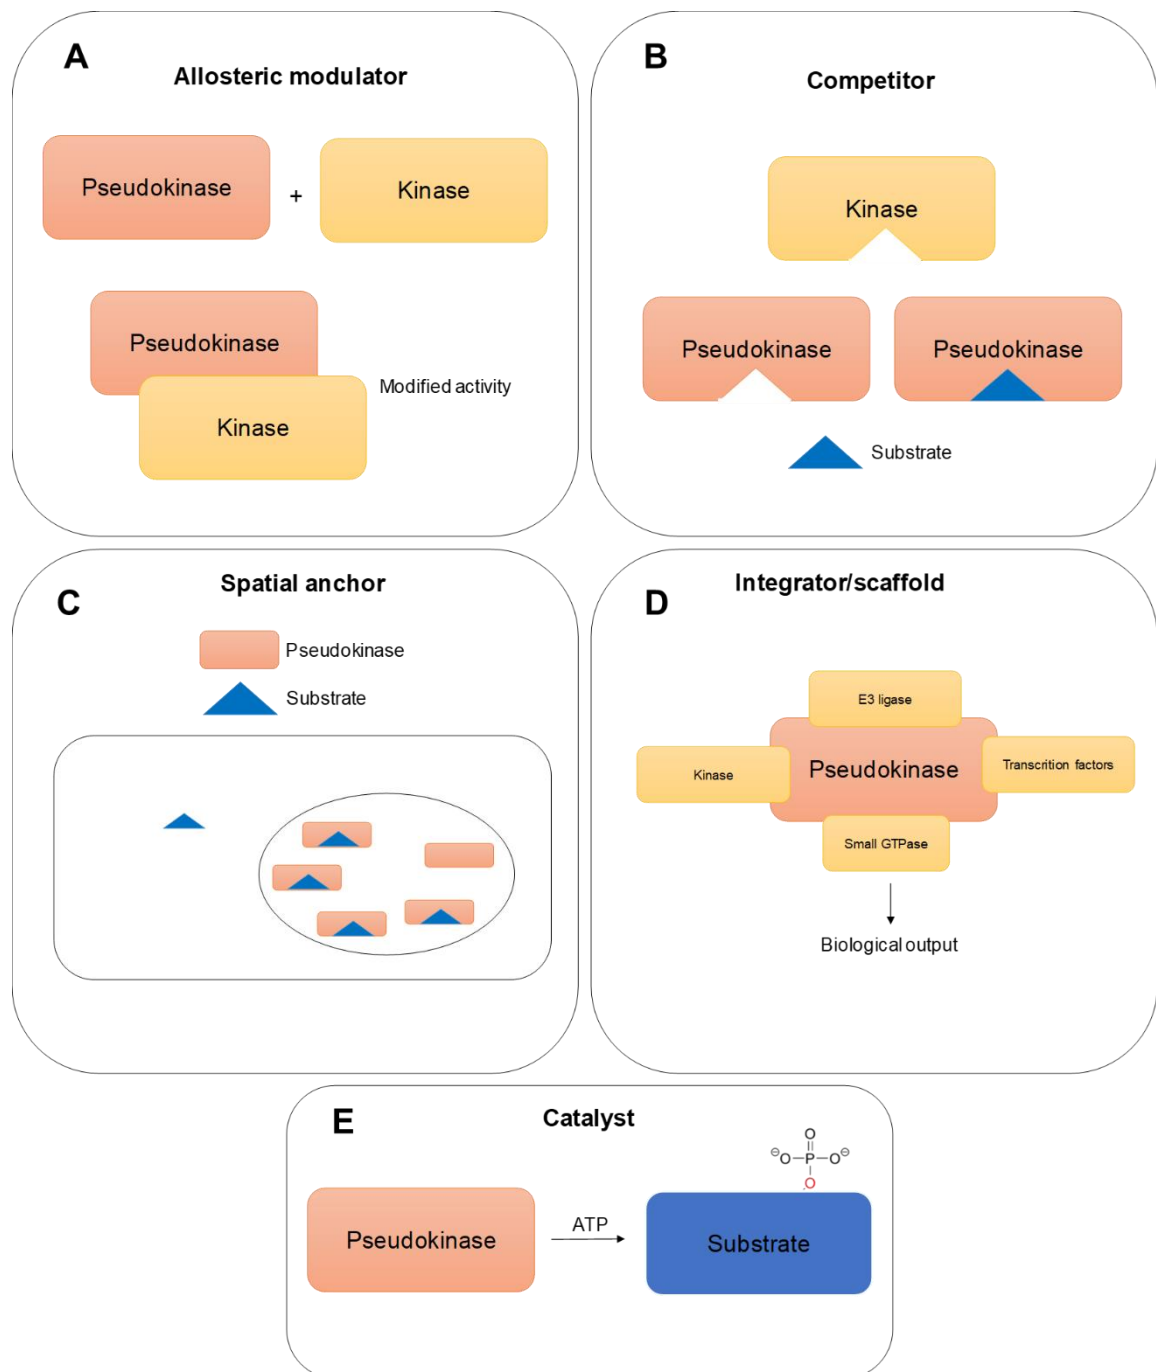 A
Allosteric modulator
Pseudokinase
+
Kinase
Pseudokinase
Kinase
Modified activity
B
Competitor
Kinase
Pseudokinase
Pseudokinase
Substrate
C
Spatial anchor
Pseudokinase
Substrate
D
Integrator/scaffold
E3 ligase
Kinase
Pseudokinase
Transcrition factors
Small GTPase
Biological output
E
Catalyst
O
⊖O—P—O⊖
O
Pseudokinase
ATP
Substrate